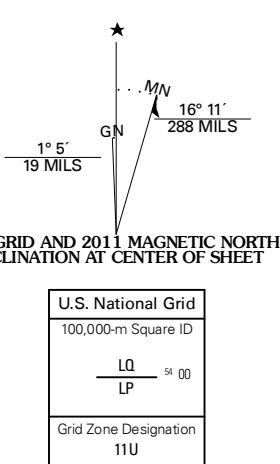 ★
MN
GN
16° 11´
288 MILS
1° 5´
19 MILS
GRID AND 2011 MAGNETIC NORTH
CLINATION AT CENTER OF SHEET
U.S. National Grid
100,000-m Square ID
LQ
54 00
LP
Grid Zone Designation
11U